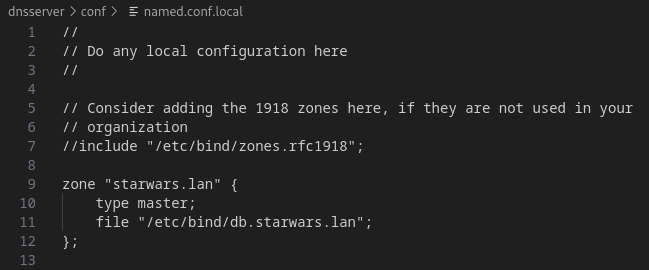 dnsserver > conf > named.conf.local
1 //
2 // Do any local configuration here
3 //
4
5 // Consider adding the 1918 zones here, if they are not used in your
6 // organization
7 //include "/etc/bind/zones.rfc1918";
8
9 zone "starwars.lan" {
10     type master;
11     file "/etc/bind/db.starwars.lan";
12 };
13